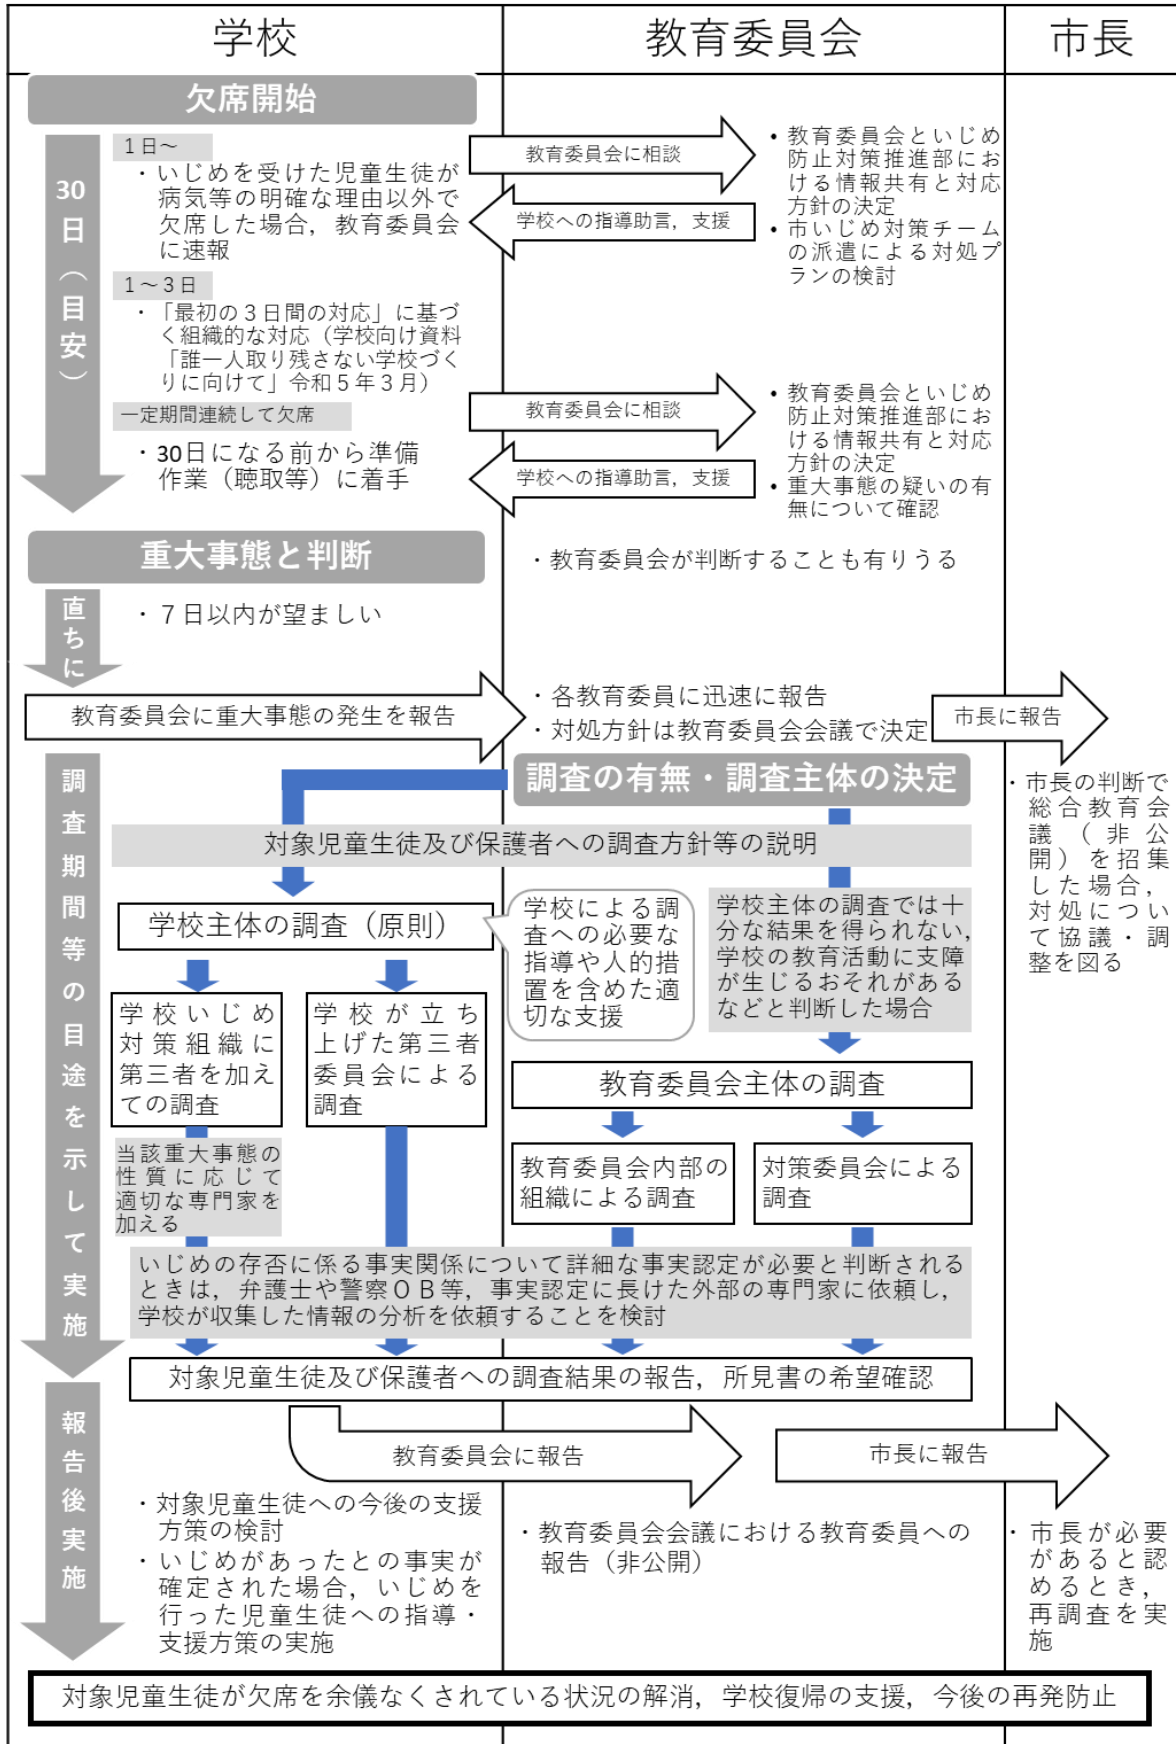 学校
教育委員会
市長
欠席開始
30日（目安）
1日～
・いじめを受けた児童生徒が
病気等の明確な理由以外で
欠席した場合，教育委員会
に速報
教育委員会に相談
学校への指導助言，支援
• 教育委員会といじめ
防止対策推進部にお
ける情報共有と対応
方針の決定
• 市いじめ対策チーム
の派遣による対処プ
ランの検討
1～3日
・「最初の3日間の対応」に基づ
く組織的な対応（学校向け資料
「誰一人取り残さない学校づく
りに向けて」令和5年3月）
一定期間連続して欠席
・30日になる前から準備
作業（聴取等）に着手
教育委員会に相談
学校への指導助言，支援
• 教育委員会といじめ
防止対策推進部にお
ける情報共有と対応
方針の決定
• 重大事態の疑いの有
無について確認
重大事態と判断
・教育委員会が判断することも有りうる
直ちに
・7日以内が望ましい
教育委員会に重大事態の発生を報告
・各教育委員に迅速に報告
・対処方針は教育委員会会議で決定
市長に報告
調査期間等の目途を示して実施
調査の有無・調査主体の決定
・市長の判断で
総合教育会
議（非公
開）を招集
した場合，
対処につい
て協議・調
整を図る
対象児童生徒及び保護者への調査方針等の説明
学校主体の調査（原則）
学校による調
査への必要な
指導や人的措
置を含めた適
切な支援
学校主体の調査では十
分な結果を得られない，
学校の教育活動に支障
が生じるおそれがある
などと判断した場合
学校いじめ
対策組織に
第三者を加え
ての調査
学校が立ち
上げた第三者
委員会による
調査
教育委員会主体の調査
当該重大事態の
性質に応じて
適切な専門家を
加える
教育委員会内部の
組織による調査
対策委員会による
調査
いじめの存否に係る事実関係について詳細な事実認定が必要と判断される
ときは，弁護士や警察OB等，事実認定に長けた外部の専門家に依頼し，
学校が収集した情報の分析を依頼することを検討
対象児童生徒及び保護者への調査結果の報告，所見書の希望確認
報告後実施
教育委員会に報告
市長に報告
・対象児童生徒への今後の支援
方策の検討
・いじめがあったとの事実が
確定された場合，いじめを
行った児童生徒への指導・
支援方策の実施
・教育委員会会議における教育委員への
報告（非公開）
・市長が必要
があると認
めるとき，
再調査を実
施
対象児童生徒が欠席を余儀なくされている状況の解消，学校復帰の支援，今後の再発防止